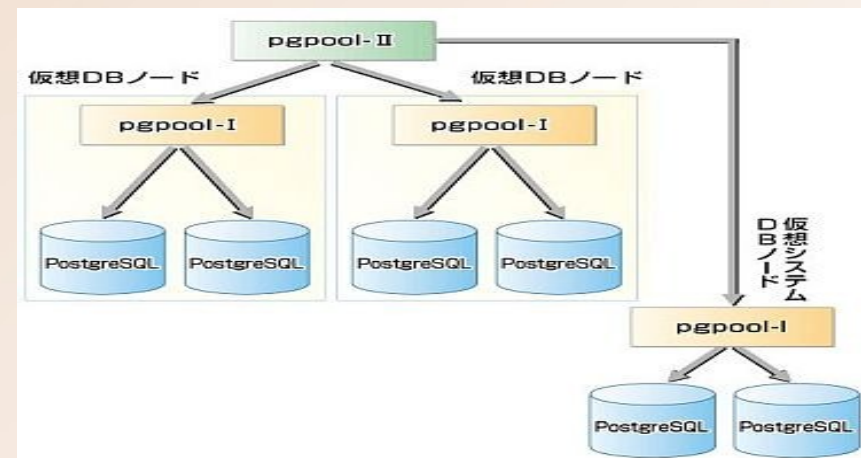 pgpool-Ⅱ
仮想DBノード
仮想DBノード
pgpool-Ⅰ
pgpool-Ⅰ
PostgreSQL
PostgreSQL
PostgreSQL
PostgreSQL
仮想システム
DBノード
pgpool-Ⅰ
PostgreSQL
PostgreSQL